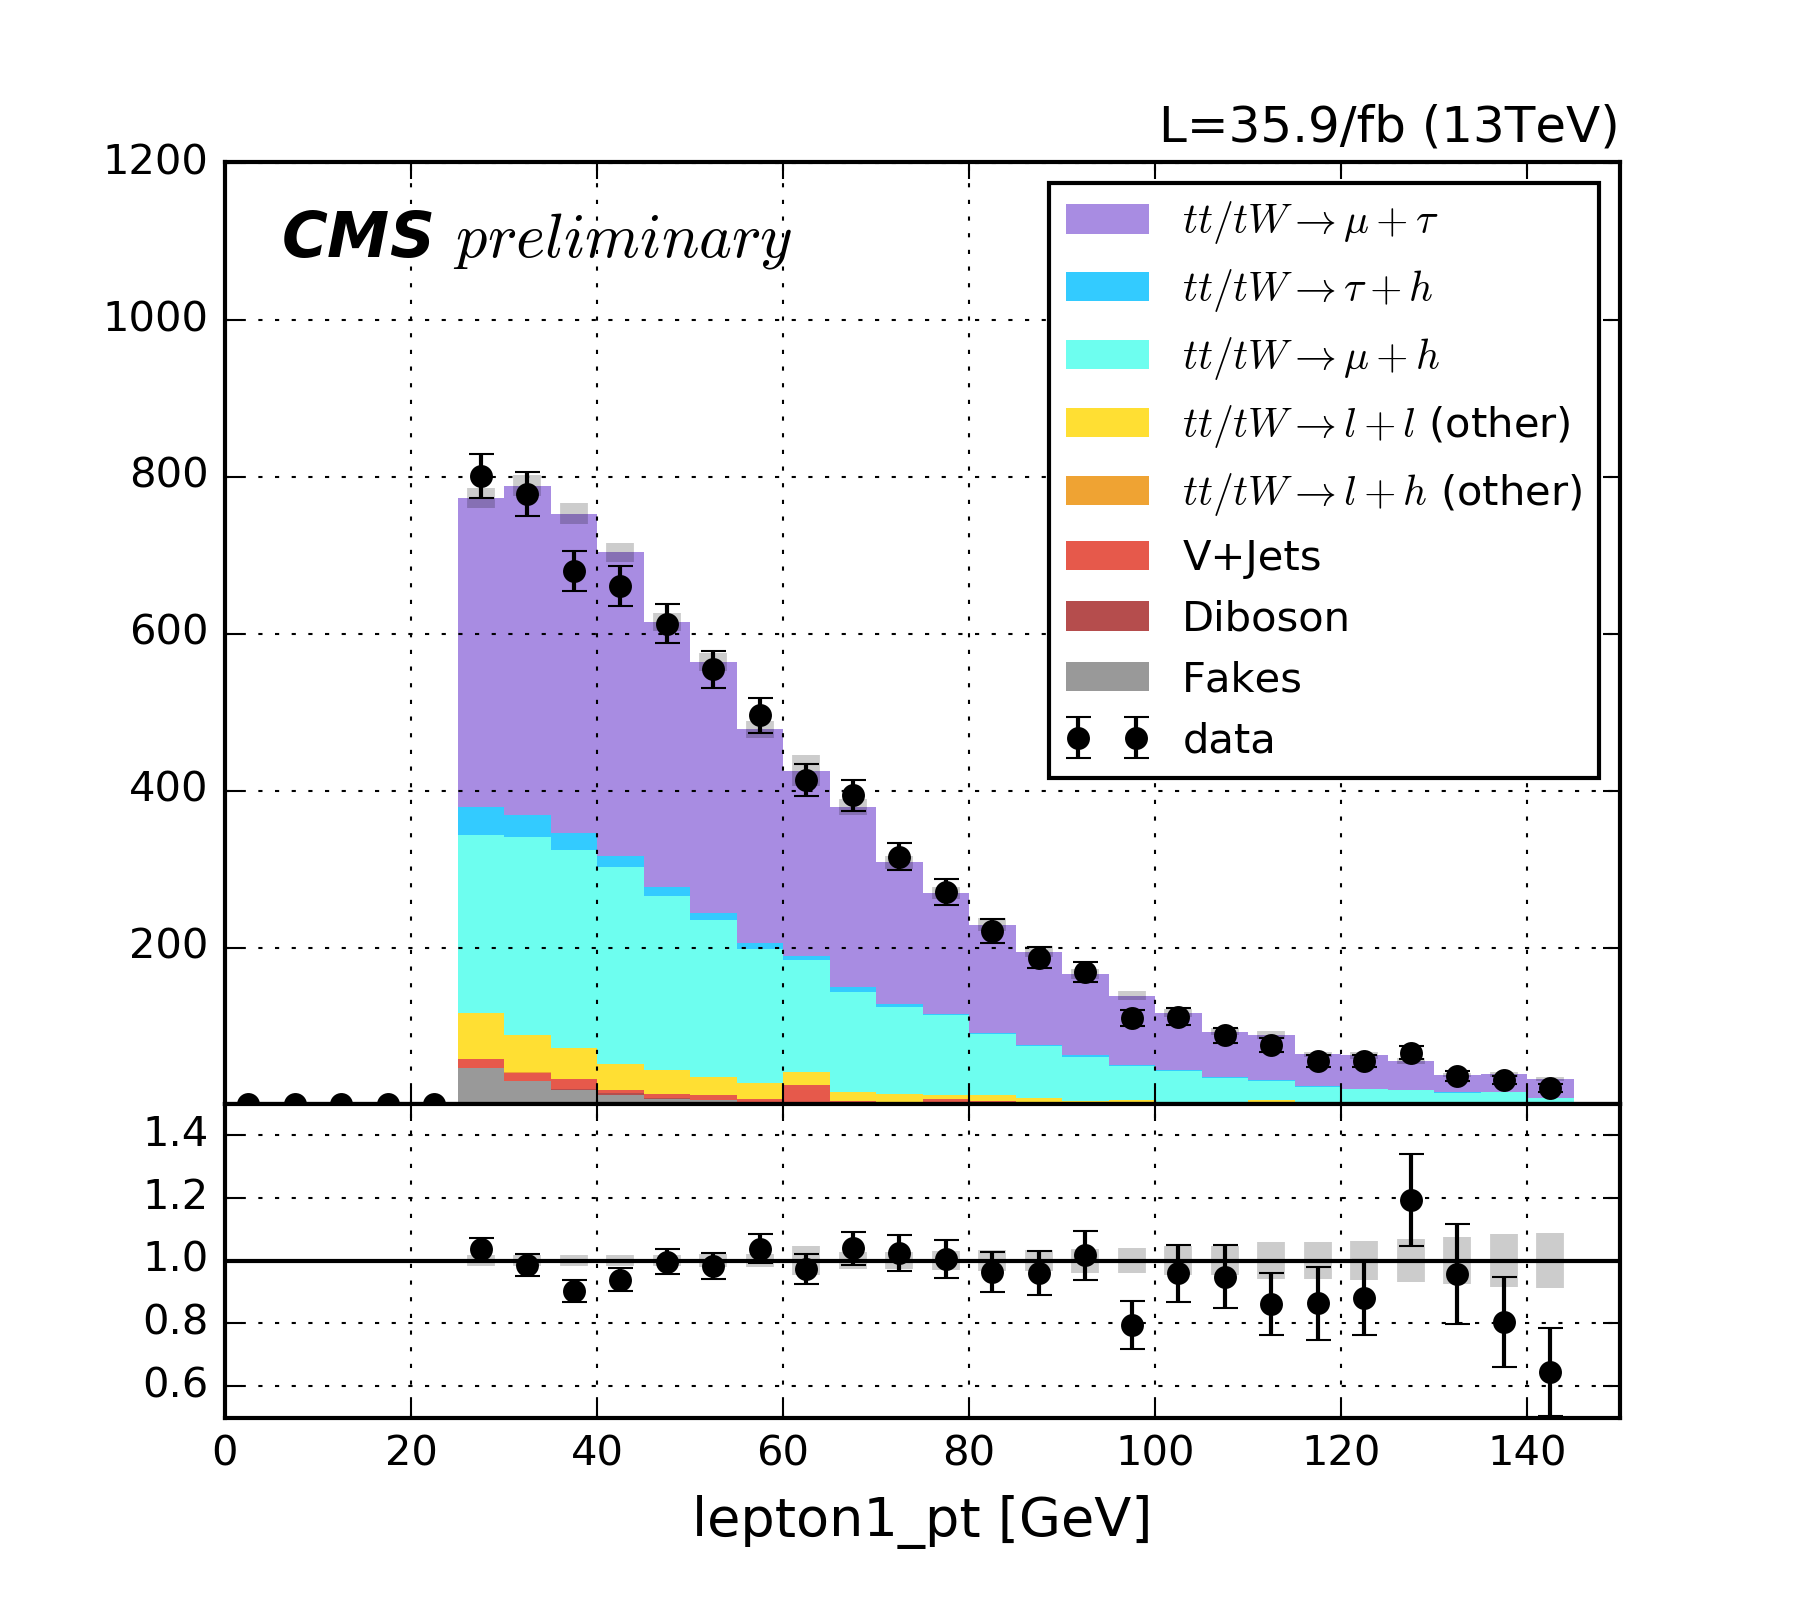 L=35.9/fb (13TeV)
1200
CMS preliminary
1000
800
600
400
200
tt/tW→μ+τ
tt/tW→τ+h
tt/tW→μ+h
tt/tW→l+l (other)
tt/tW→l+h (other)
V+Jets
Diboson
Fakes
data
1.4
1.2
1.0
0.8
0.6
0 20 40 60 80 100 120 140
lepton1_pt [GeV]